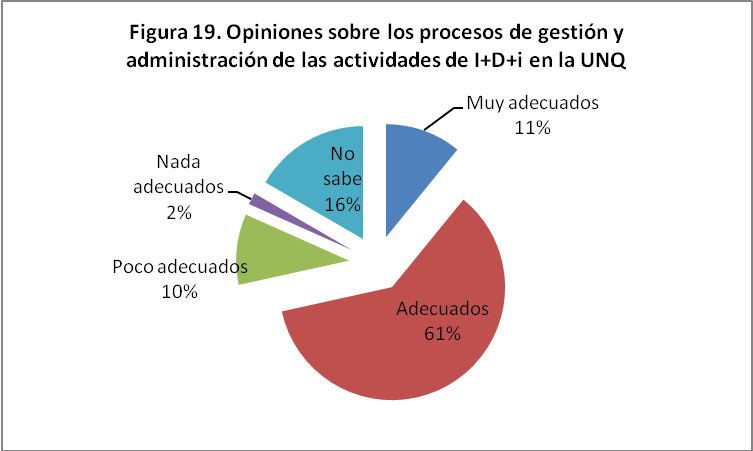 Figura 19. Opiniones sobre los procesos de gestión y
administración de las actividades de I+D+i en la UNQ
Muy adecuados
11%
Adecuados
61%
Poco adecuados
10%
Nada
adecuados
2%
No
sabe
16%